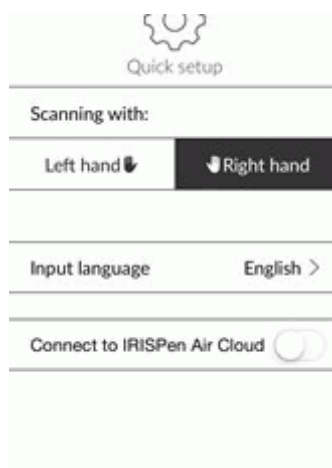 Quick setup
Scanning with:
Left hand Right hand
Input language English >
Connect to IRISPen Air Cloud